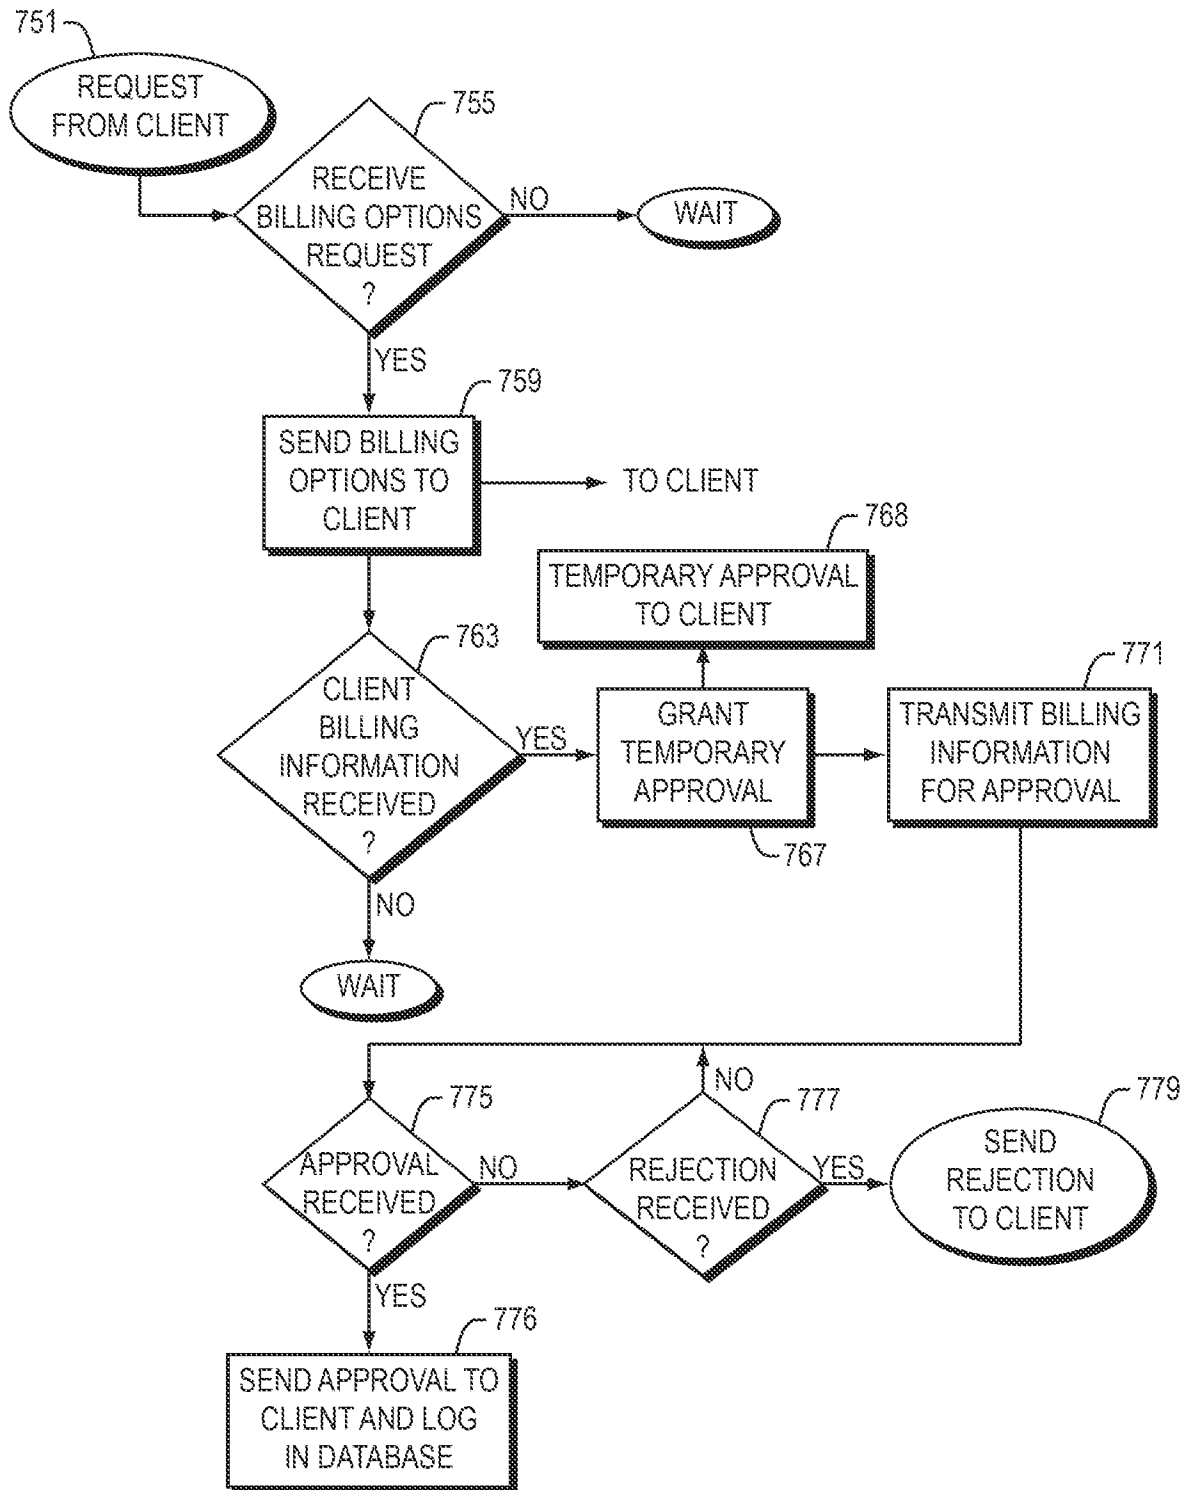 751
REQUEST
FROM CLIENT
755
RECEIVE
BILLING OPTIONS
REQUEST
?
NO
WAIT
YES
759
SEND BILLING
OPTIONS TO
CLIENT
TO CLIENT
768
TEMPORARY APPROVAL
TO CLIENT
763
CLIENT
BILLING
INFORMATION
RECEIVED
?
YES
GRANT
TEMPORARY
APPROVAL
767
771
TRANSMIT BILLING
INFORMATION
FOR APPROVAL
NO
WAIT
775
APPROVAL
RECEIVED
?
NO
777
REJECTION
RECEIVED
?
NO
YES
779
SEND
REJECTION
TO CLIENT
YES
776
SEND APPROVAL TO
CLIENT AND LOG
IN DATABASE